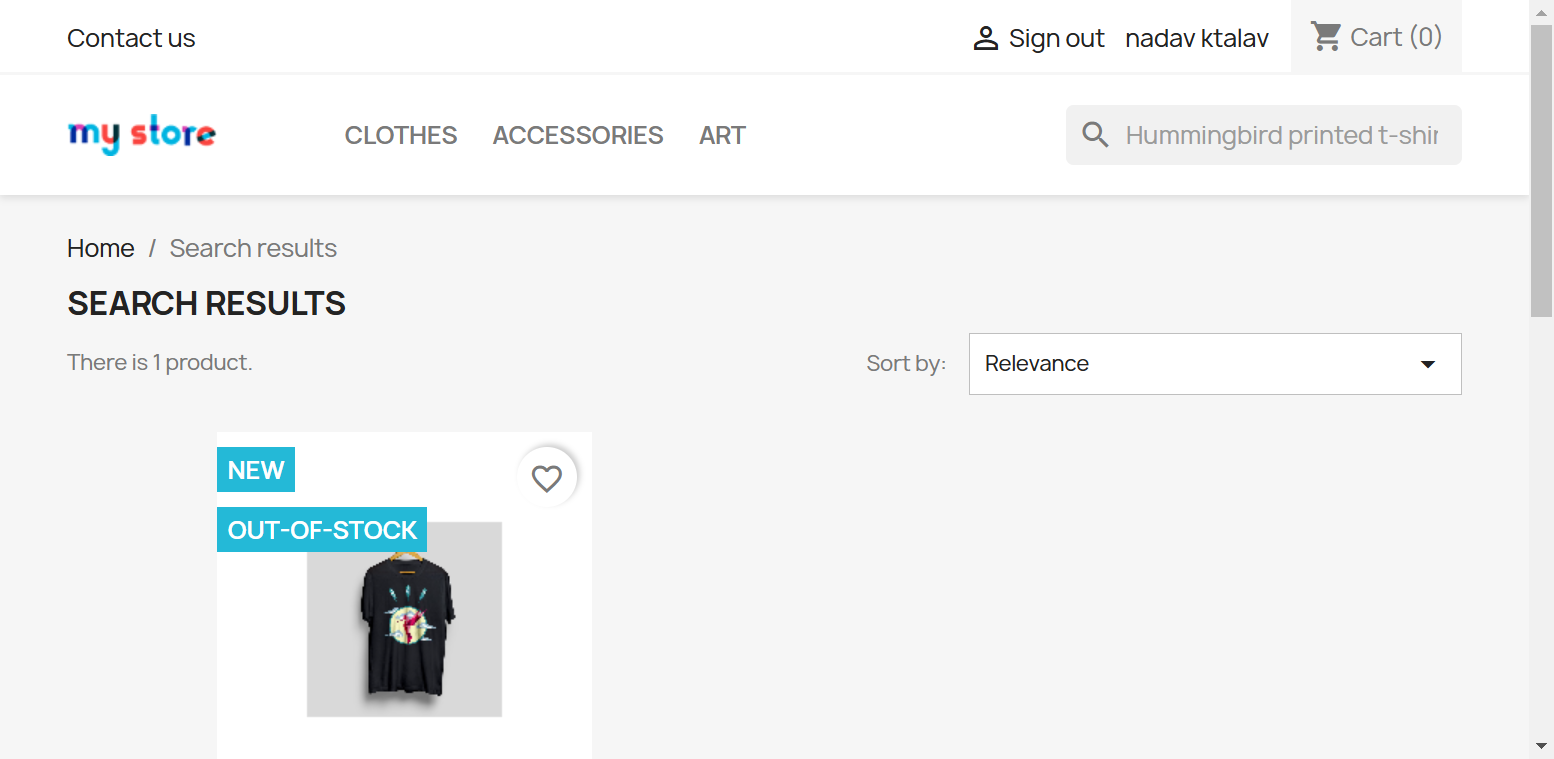 Contact us
Sign out nadav ktalav Cart (0)
my store
CLOTHES ACCESSORIES ART
Hummingbird printed t-shir
Home / Search results
SEARCH RESULTS
There is 1 product.
Sort by: Relevance
NEW
OUT-OF-STOCK